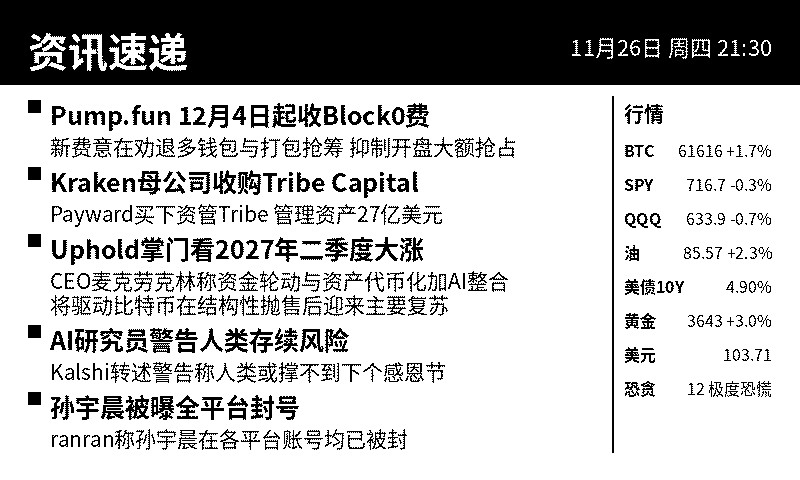 资讯速递
11月26日 周四 21:30
Pump.fun 12月4日起收Block0费
新费意在劝退多钱包与打包抢筹 抑制开盘大额抢占
Kraken母公司收购Tribe Capital
Payward买下资管Tribe 管理资产27亿美元
Uphold掌门看2027年二季度大涨
CEO麦克劳克林称资金轮动与资产代币化加AI整合
将驱动比特币在结构性抛售后迎来主要复苏
AI研究员警告人类存续风险
Kalshi转述警告称人类或撑不到下个感恩节
孙宇晨被曝全平台封号
ranran称孙宇晨在各平台账号均已被封
行情
BTC 61616 +1.7%
SPY 716.7 -0.3%
QQQ 633.9 -0.7%
油 85.57 +2.3%
美债10Y 4.90%
黄金 3643 +3.0%
美元 103.71
恐贪 12 极度恐慌